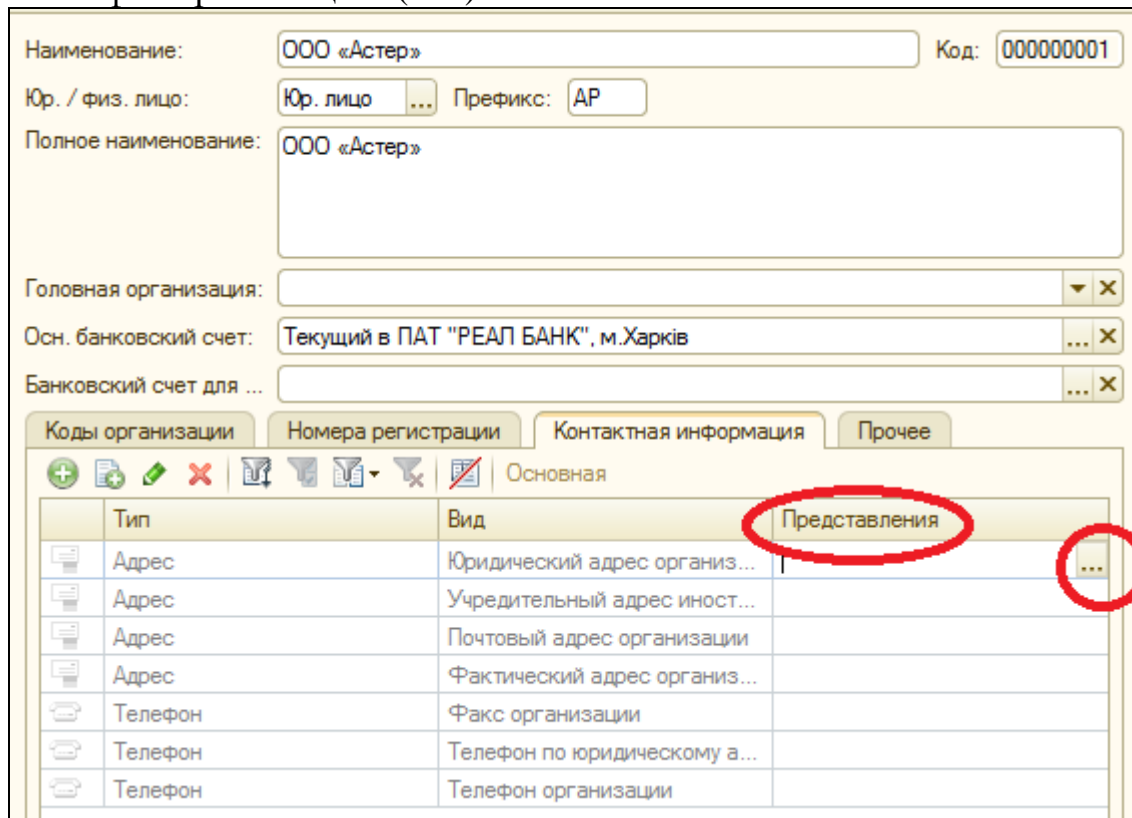 Наименование: ООО «Астер» Код: 000000001
Юр. / физ. лицо: Юр. лицо ... Префикс: АР
Полное наименование: ООО «Астер»
Головная организация:
Осн. банковский счет: Текущий в ПАТ "РЕАЛ БАНК", м.Харків ...
Банковский счет для ... ...
Коды организации Номера регистрации Контактная информация Прочее
Основная
Тип Вид Представления
Адрес Юридический адрес организ... ...
Адрес Учредительный адрес иност...
Адрес Почтовый адрес организации
Адрес Фактический адрес организ...
Телефон Факс организации
Телефон Телефон по юридическому а...
Телефон Телефон организации